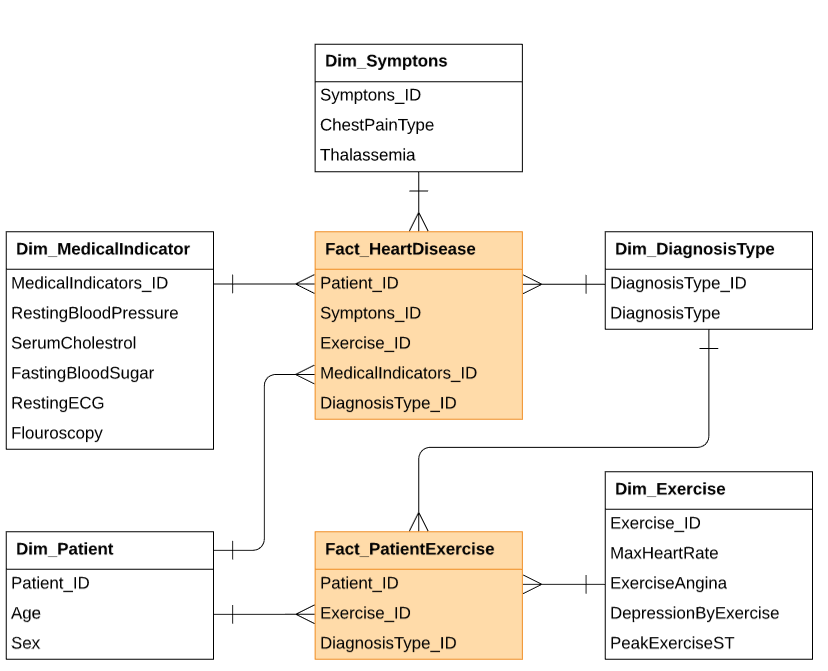 Dim_Symptons
Symptons_ID
ChestPainType
Thalassemia
Dim_MedicalIndicator
MedicalIndicators_ID
RestingBloodPressure
SerumCholestrol
FastingBloodSugar
RestingECG
Flouroscopy
Fact_HeartDisease
Patient_ID
Symptons_ID
Exercise_ID
MedicalIndicators_ID
DiagnosisType_ID
Dim_DiagnosisType
DiagnosisType_ID
DiagnosisType
Dim_Patient
Patient_ID
Age
Sex
Fact_PatientExercise
Patient_ID
Exercise_ID
DiagnosisType_ID
Dim_Exercise
Exercise_ID
MaxHeartRate
ExerciseAngina
DepressionByExercise
PeakExerciseST